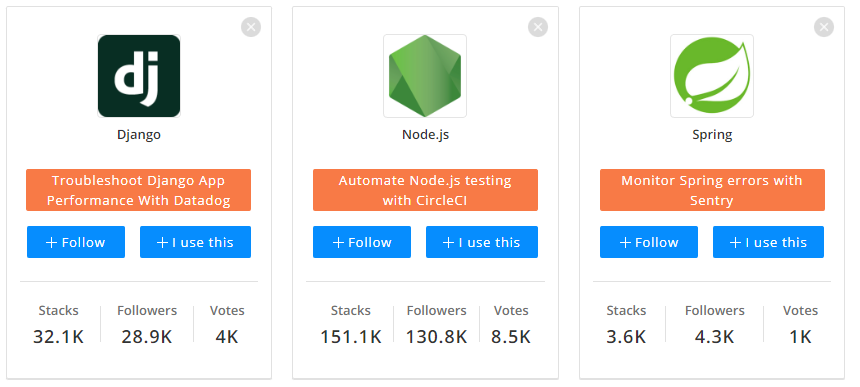 dj
Django
Troubleshoot Django App
Performance With Datadog
+ Follow
+ I use this
Stacks
Followers
Votes
32.1K
28.9K
4K
Node.js
Automate Node.js testing
with CircleCI
+ Follow
+ I use this
Stacks
Followers
Votes
151.1K
130.8K
8.5K
Spring
Monitor Spring errors with
Sentry
+ Follow
+ I use this
Stacks
Followers
Votes
3.6K
4.3K
1K